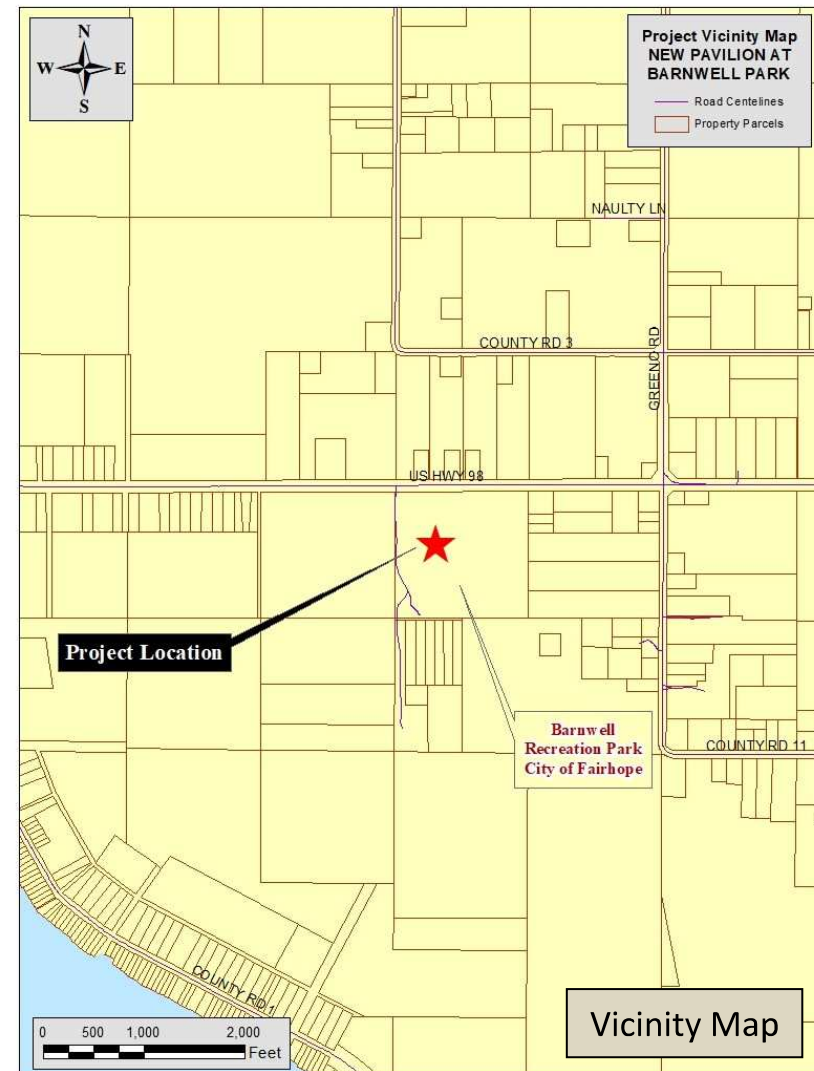 N
W E
S
Project Vicinity Map
NEW PAVILION AT
BARNWELL PARK
Road Centelines
Property Parcels
NAULTY LN
COUNTY RD 3
GREENO RD
US HWY 98
Project Location
Barnwell
Recreation Park
City of Fairhope
COUNTY RD 11
COUNTY RD 1
0 500 1,000 2,000
Feet
Vicinity Map